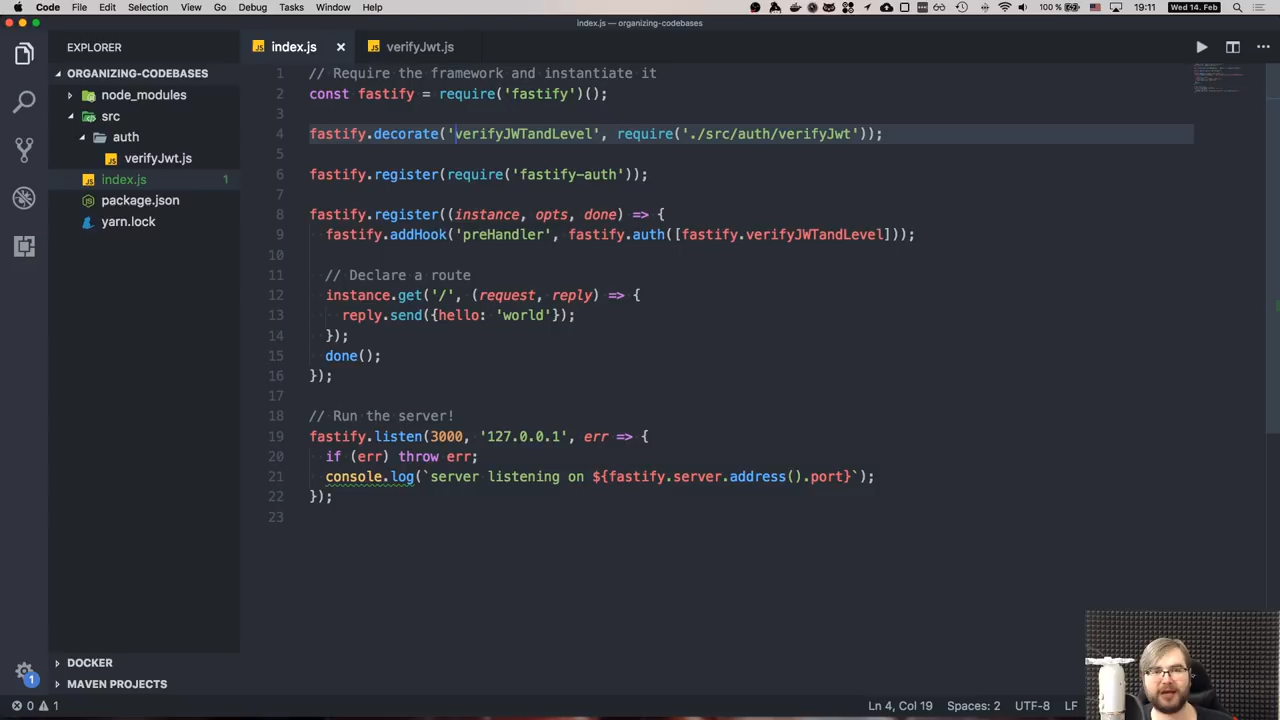 Code File Edit Selection View Go Debug Tasks Window Help 100 % 19:11 Wed 14. Feb
index.js — organizing-codebases
EXPLORER
ORGANIZING-CODEBASES
node_modules
src
auth
JS verifyJwt.js
JS index.js 1
package.json
yarn.lock
DOCKER
MAVEN PROJECTS
JS index.js ×
JS verifyJwt.js
1 // Require the framework and instantiate it
2 const fastify = require('fastify')();
3
4 fastify.decorate('verifyJWTandLevel', require('./src/auth/verifyJwt'));
5
6 fastify.register(require('fastify-auth'));
7
8 fastify.register((instance, opts, done) => {
9 fastify.addHook('preHandler', fastify.auth([fastify.verifyJWTandLevel]));
10
11 // Declare a route
12 instance.get('/', (request, reply) => {
13 reply.send({hello: 'world'});
14 });
15 done();
16 });
17
18 // Run the server!
19 fastify.listen(3000, '127.0.0.1', err => {
20 if (err) throw err;
21 console.log(`server listening on ${fastify.server.address().port}`);
22 });
23
1
0 1 Ln 4, Col 19 Spaces: 2 UTF-8 LF